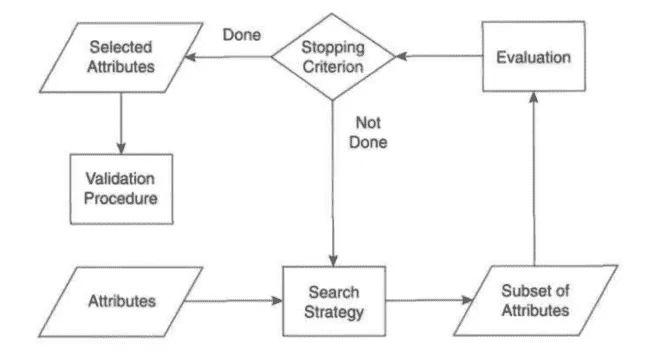 Selected
Attributes
Done
Stopping
Criterion
Evaluation
Not
Done
Validation
Procedure
Attributes
Search
Strategy
Subset of
Attributes